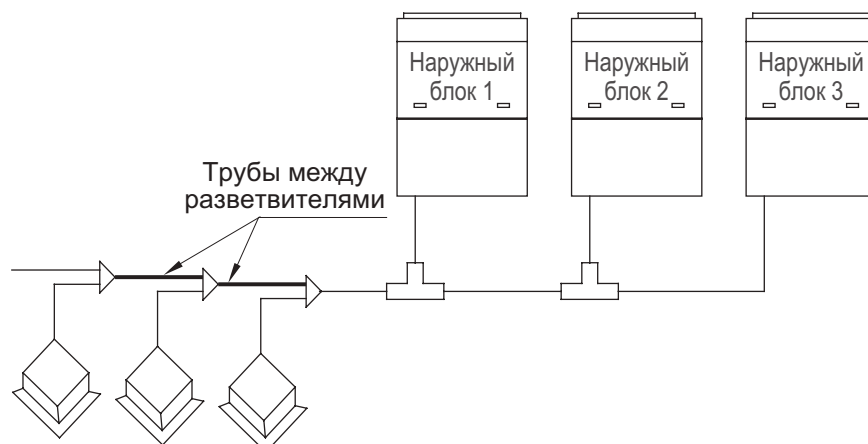 Наружный
блок 1
Наружный
блок 2
Наружный
блок 3
Трубы между
разветвителями